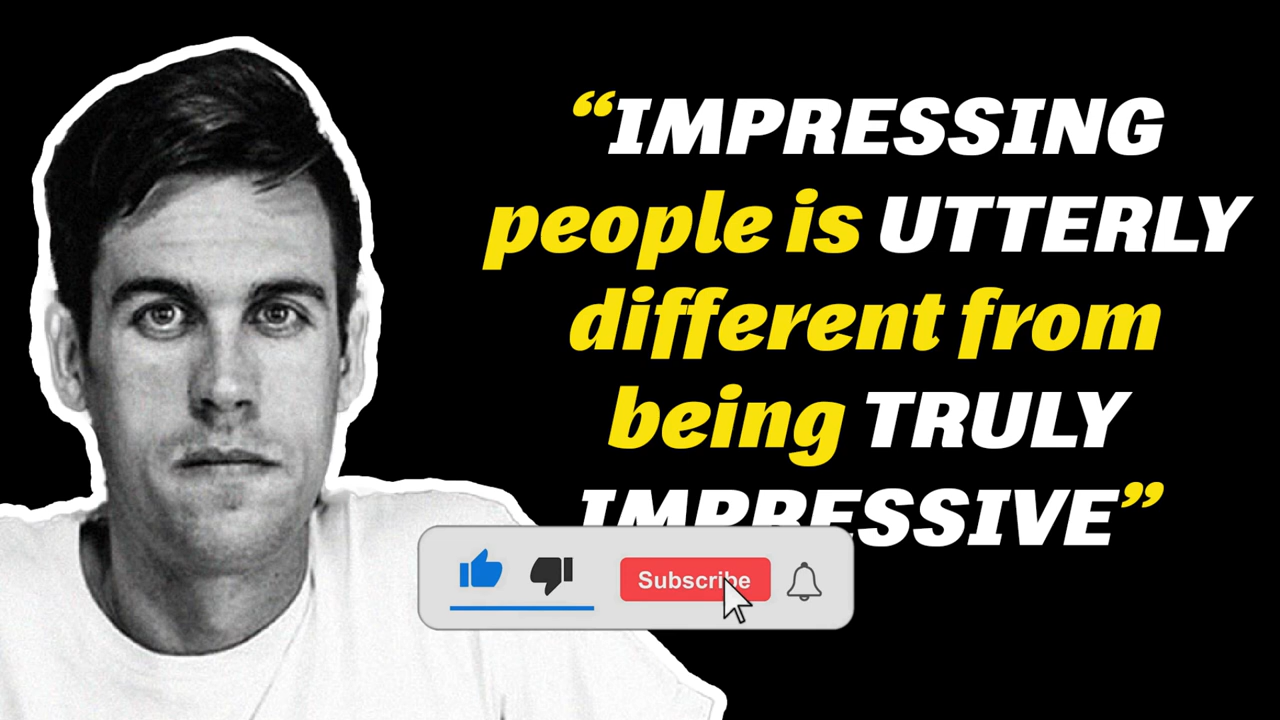 “IMPRESSING
people is UTTERLY
different from
being TRULY
IMPRESSIVE”
Subscribe